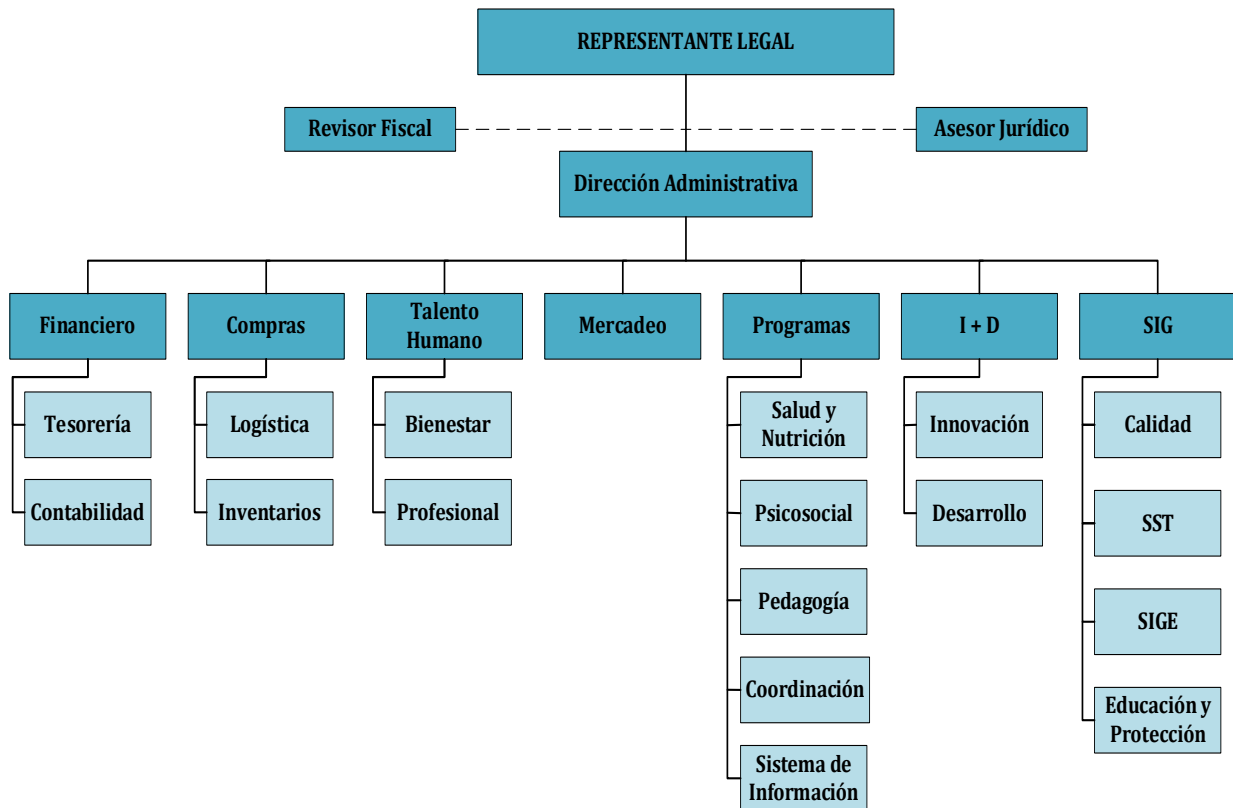 REPRESENTANTE LEGAL
Revisor Fiscal
Asesor Jurídico
Dirección Administrativa
Financiero
Compras
Talento
Humano
Mercadeo
Programas
I + D
SIG
Tesorería
Logística
Bienestar
Salud y
Nutrición
Innovación
Calidad
Contabilidad
Inventarios
Profesional
Psicosocial
Desarrollo
SST
Pedagogía
SIGE
Coordinación
Educación y
Protección
Sistema de
Información